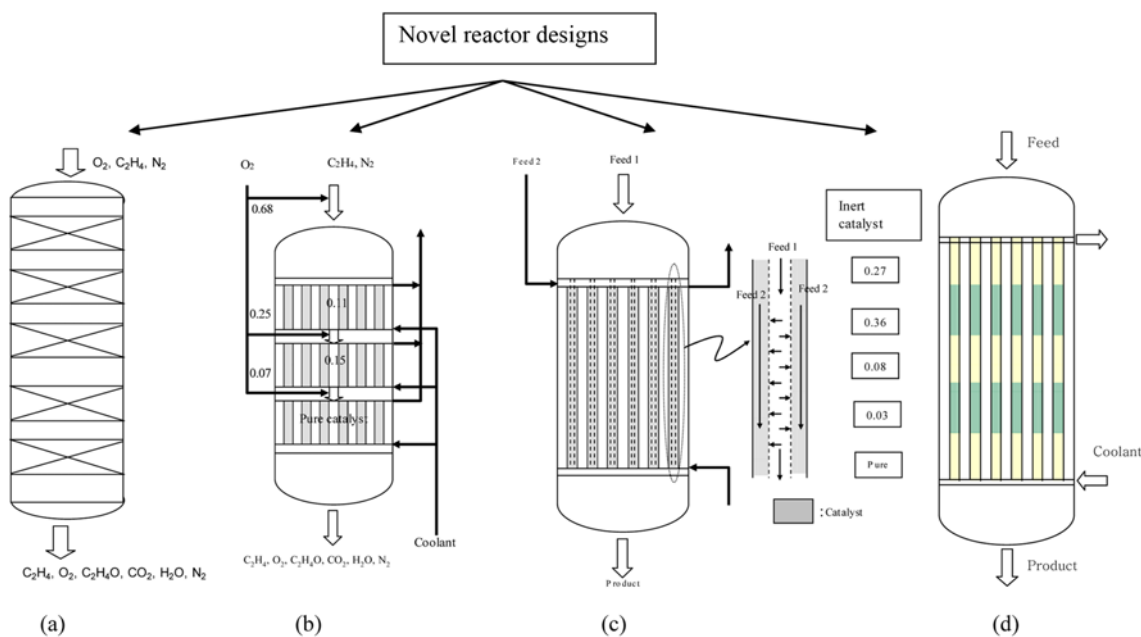 Novel reactor designs
O₂, C₂H₄, N₂
C₂H₄, O₂, C₂H₄O, CO₂, H₂O, N₂
(a)
O₂
C₂H₄, N₂
0.68
0.11
0.25
0.15
0.07
Pure catalyst
Coolant
C₂H₄, O₂, C₂H₄O, CO₂, H₂O, N₂
(b)
Feed 2
Feed 1
Product
Feed 1
Feed 2
Feed 2
: Catalyst
(c)
Inert
catalyst
0.27
0.36
0.08
0.03
Pure
Feed
Coolant
Product
(d)